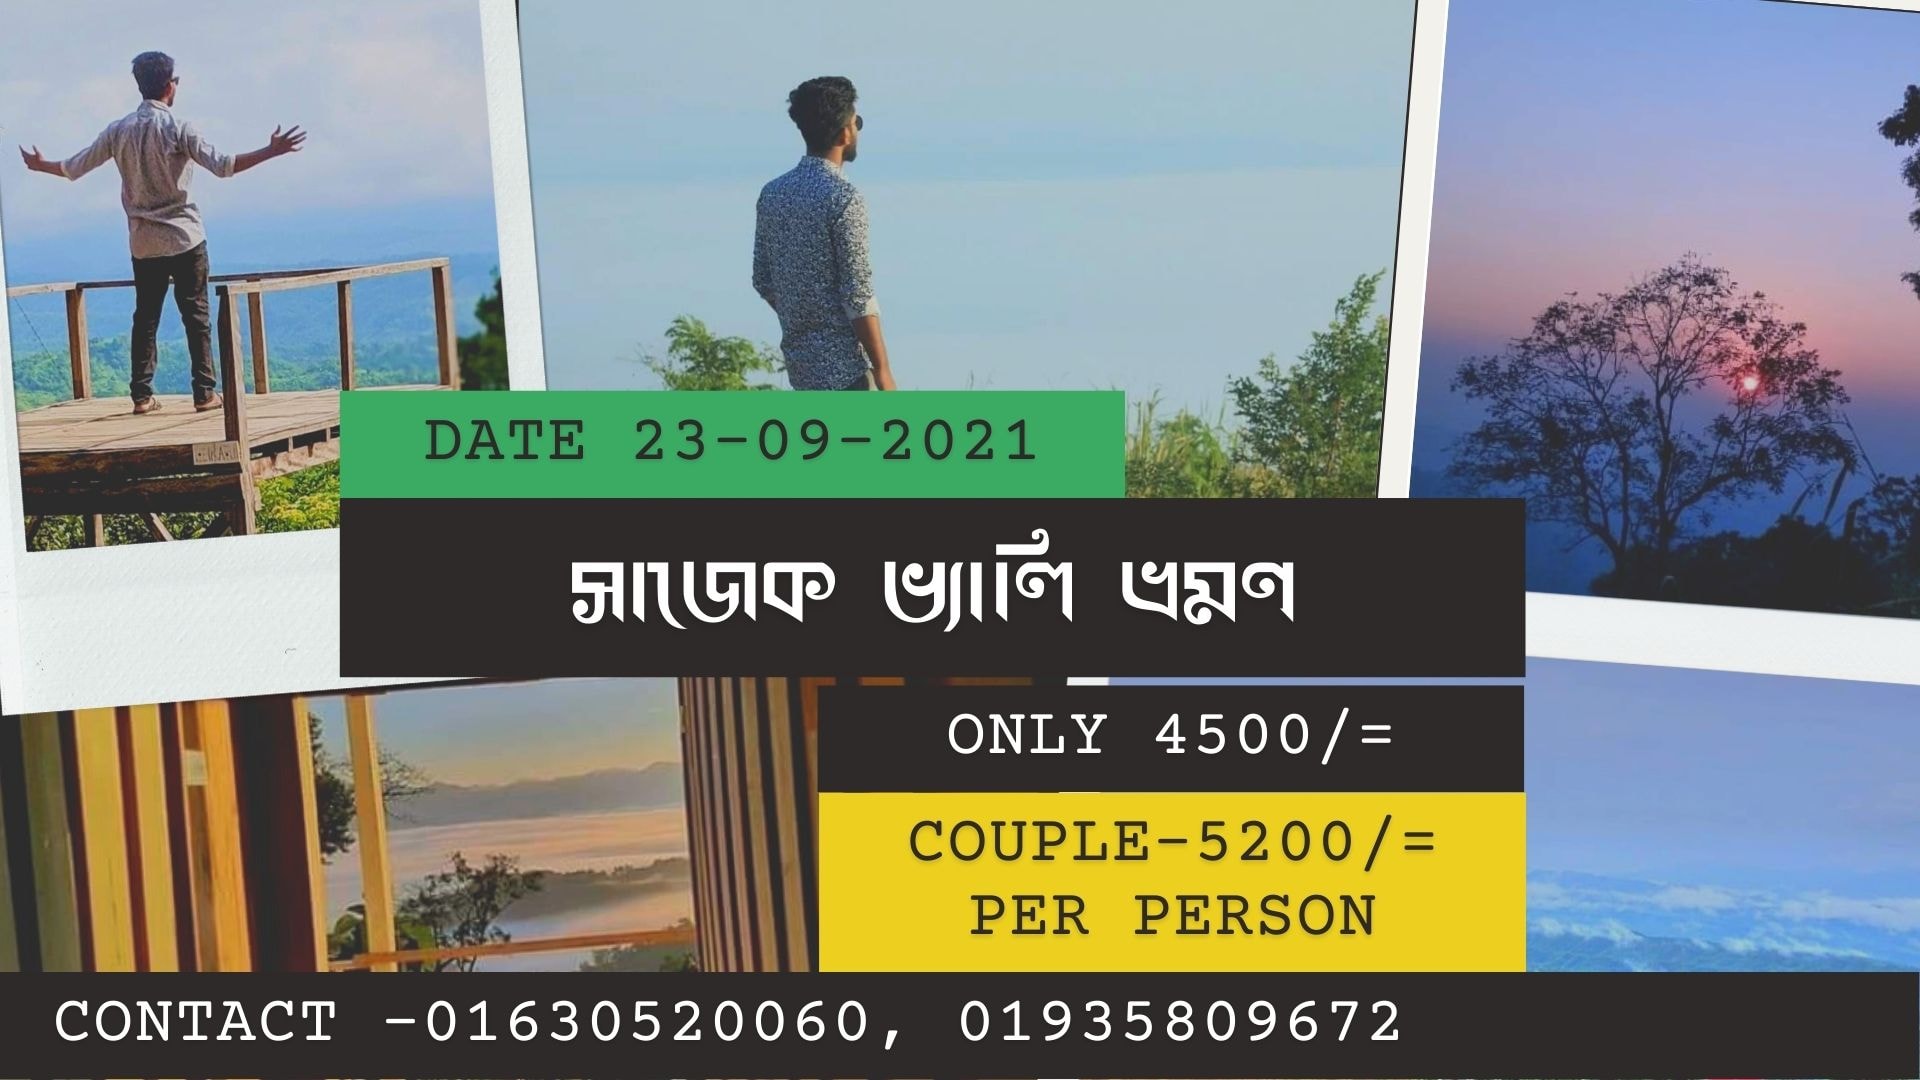 DATE 23-09-2021
সাজেক ভ্যালি ভ্রমণ
ONLY 4500/=
COUPLE-5200/=
PER PERSON
CONTACT -01630520060, 01935809672